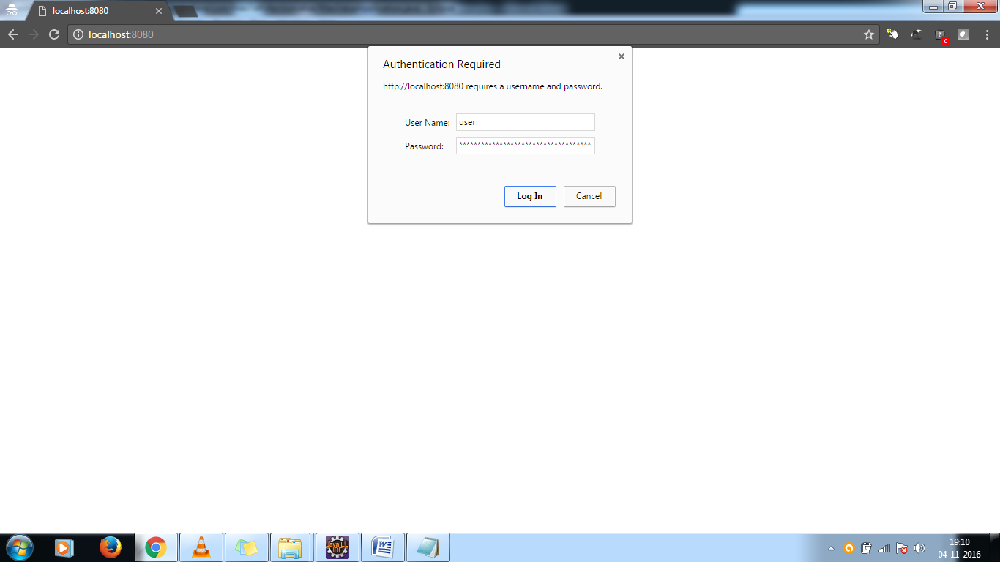 localhost:8080
localhost:8080
0
Authentication Required
http://localhost:8080 requires a username and password.
User Name: user
Password: ************************************
Log In Cancel
Java EE
IDE
W
19:10
04-11-2016